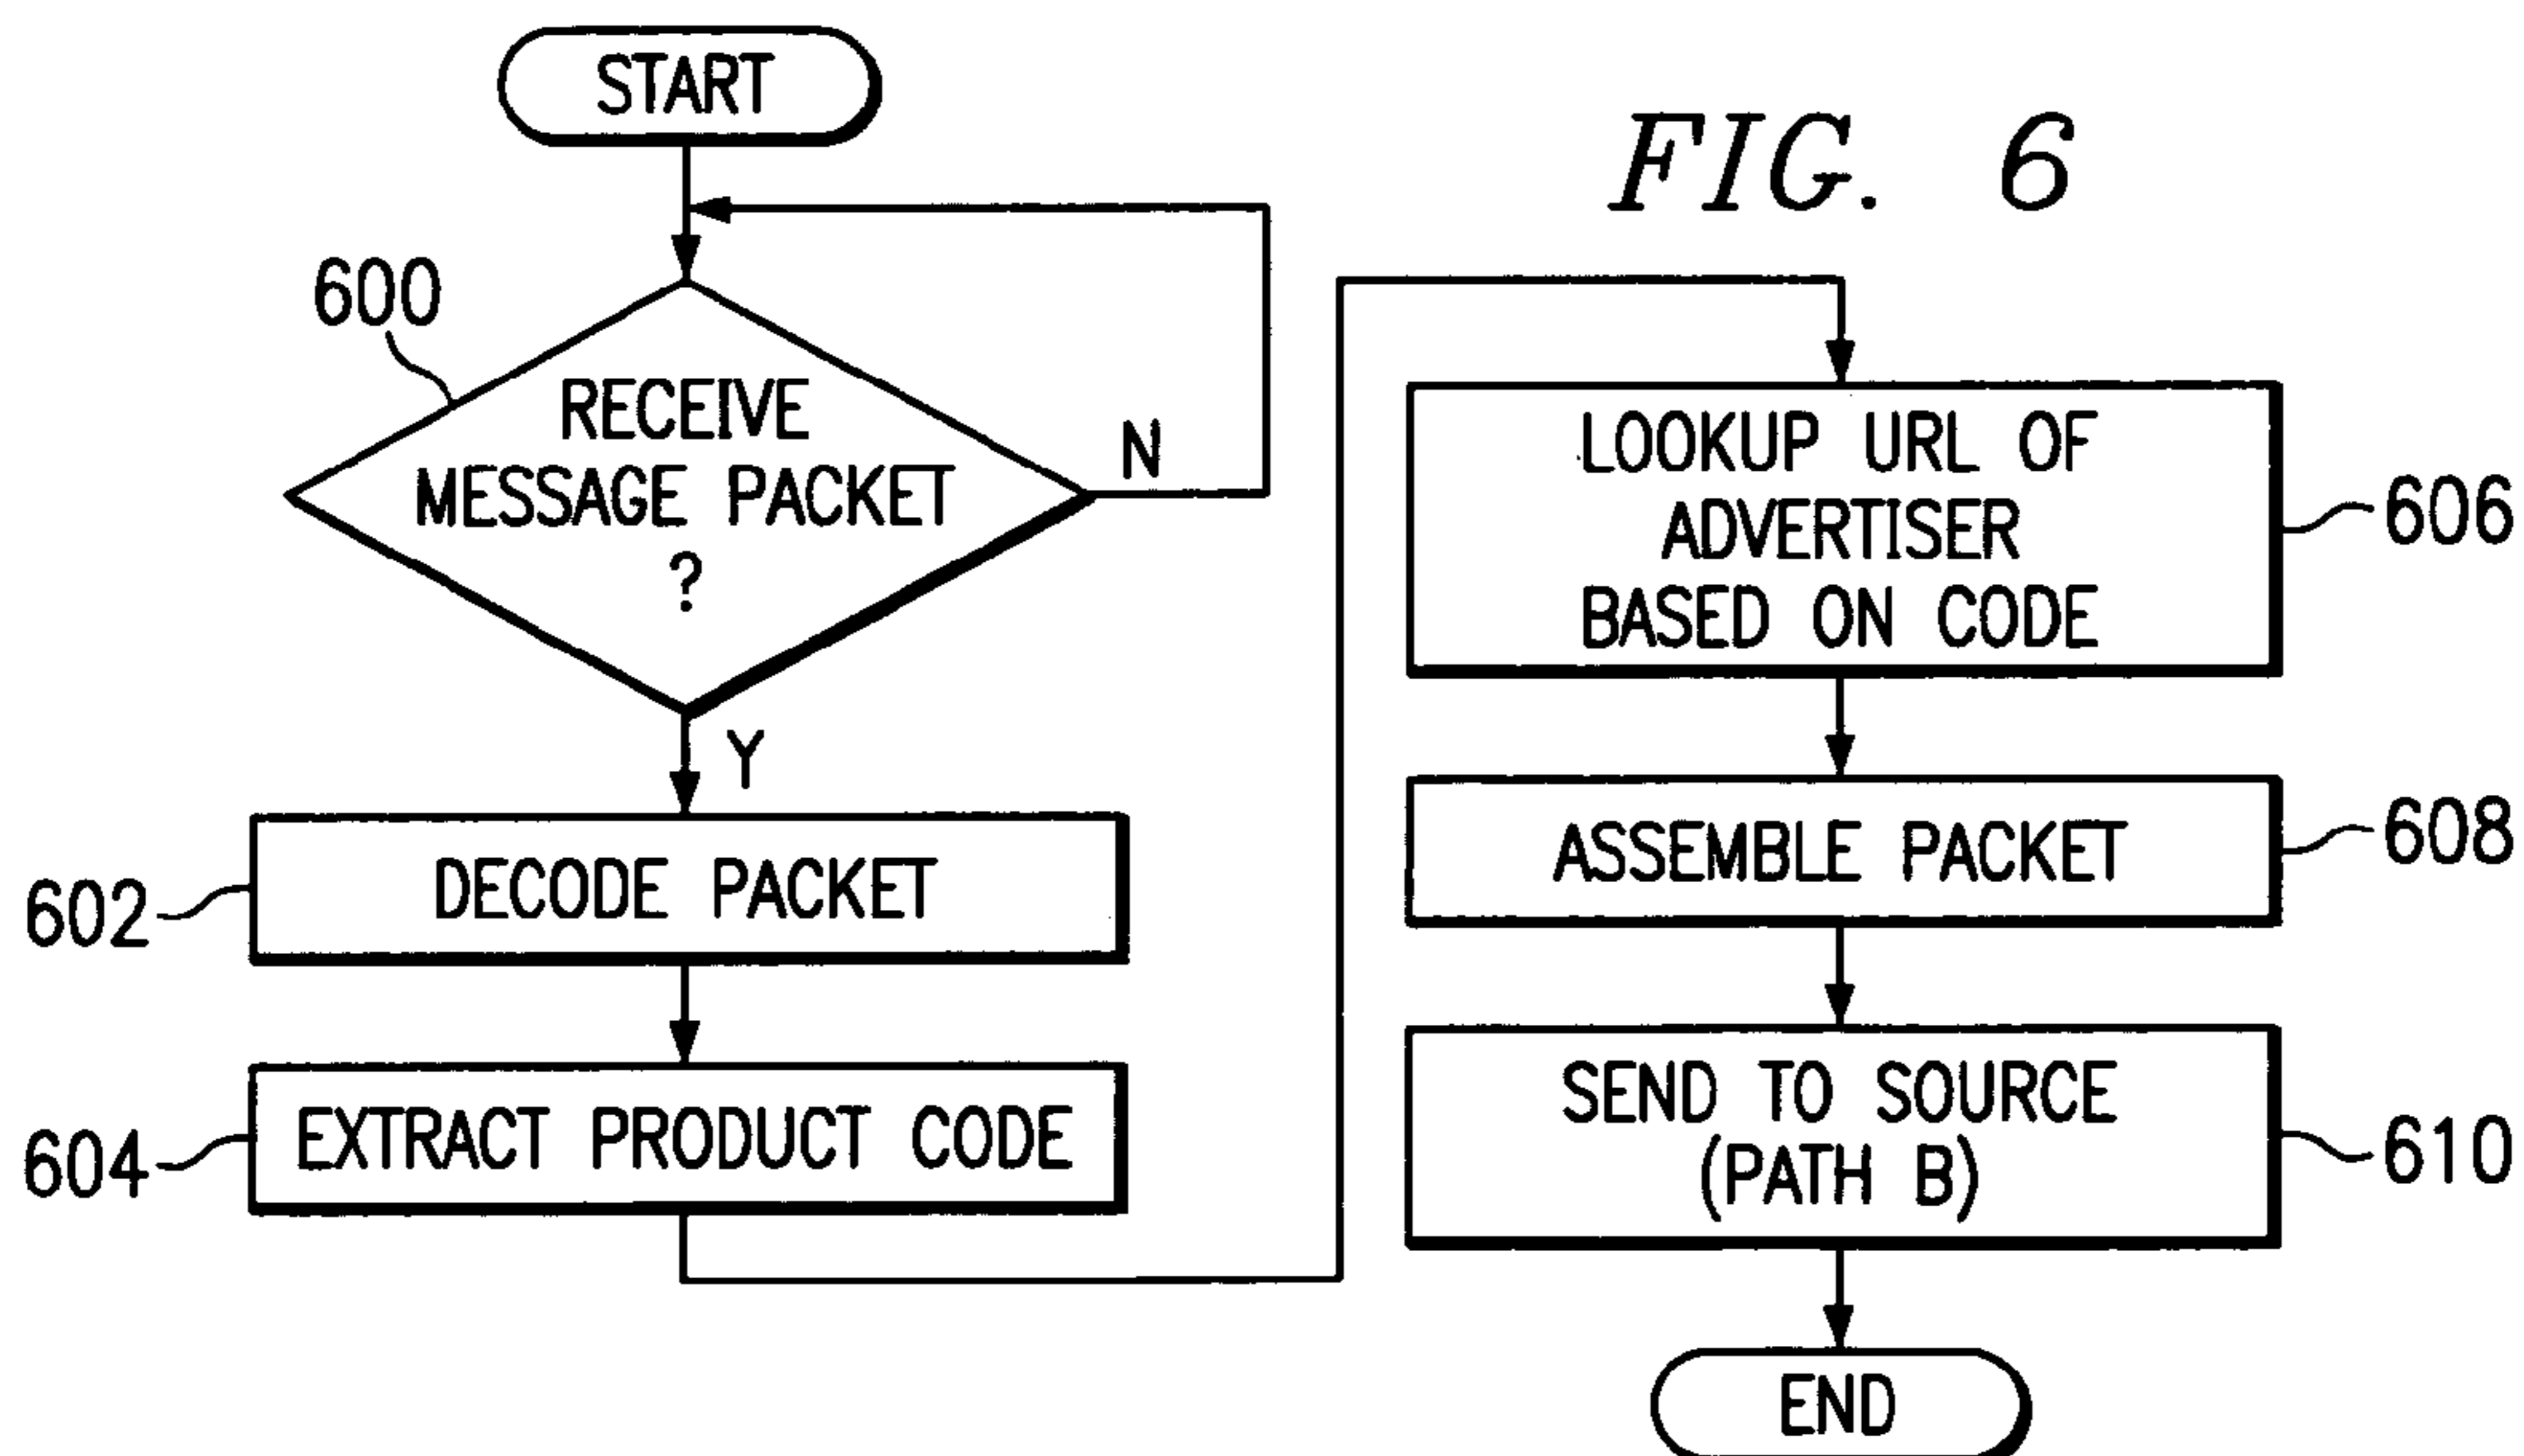 START
FIG. 6
600
RECEIVE
MESSAGE PACKET
?
N
Y
DECODE PACKET
602
EXTRACT PRODUCT CODE
604
LOOKUP URL OF
ADVERTISER
BASED ON CODE
606
ASSEMBLE PACKET
608
SEND TO SOURCE
(PATH B)
610
END